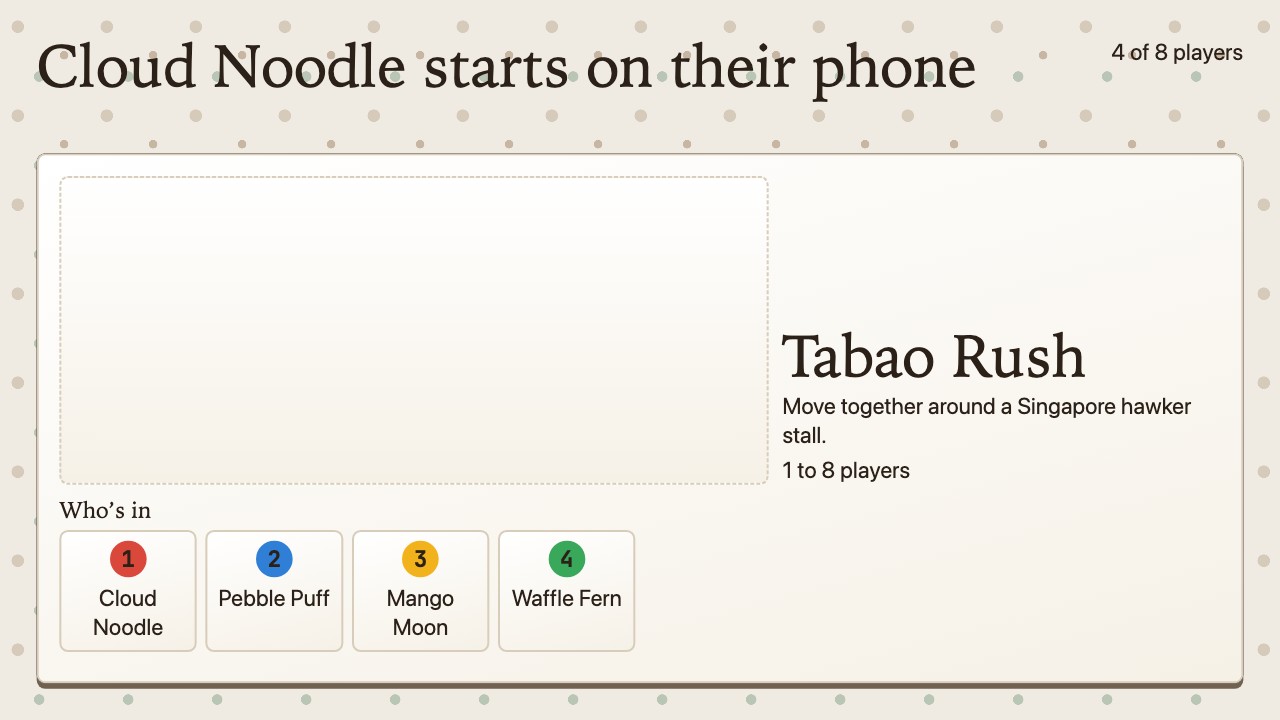 Cloud Noodle starts on their phone
4 of 8 players
Tabao Rush
Move together around a Singapore hawker
stall.
1 to 8 players
Who’s in
1
Cloud
Noodle
2
Pebble Puff
3
Mango
Moon
4
Waffle Fern